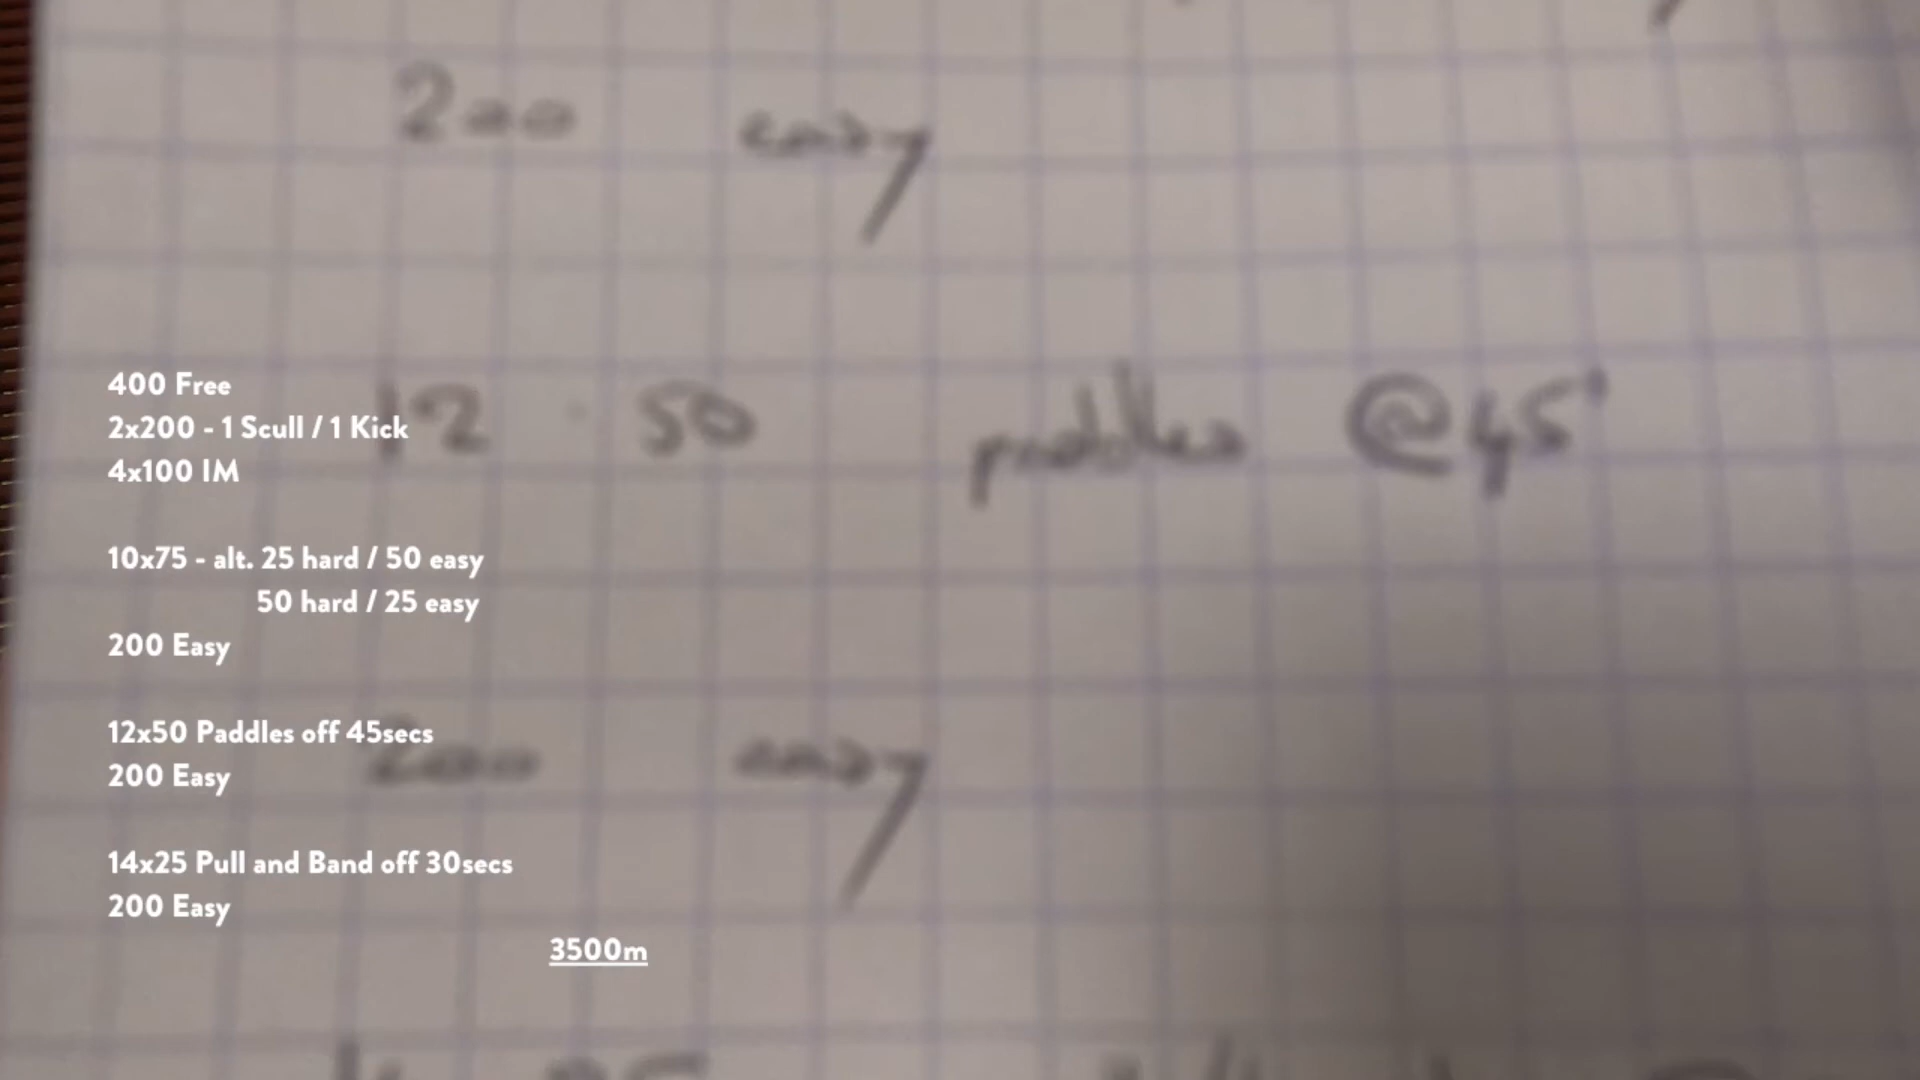 200 easy
12 · 50 paddles @45'
200 easy
400 Free
2x200 - 1 Scull / 1 Kick
4x100 IM
10x75 - alt. 25 hard / 50 easy
50 hard / 25 easy
200 Easy
12x50 Paddles off 45secs
200 Easy
14x25 Pull and Band off 30secs
200 Easy
3500m